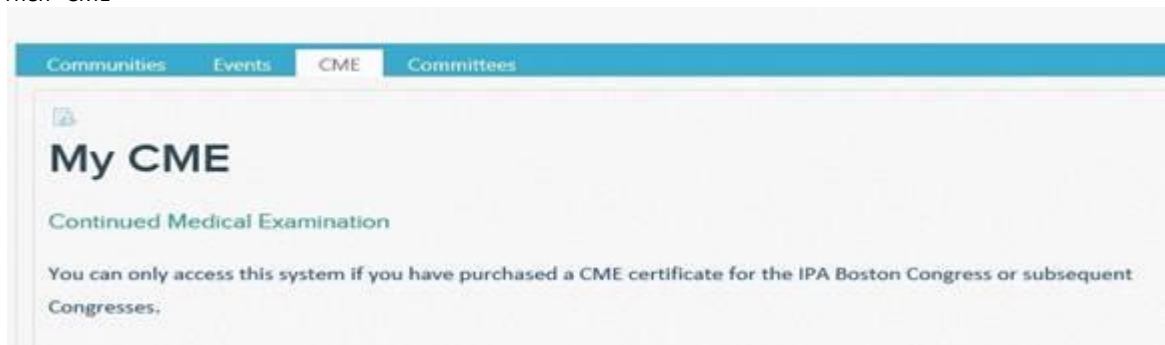 Communities Events CME Committees
My CME
Continued Medical Examination
You can only access this system if you have purchased a CME certificate for the IPA Boston Congress or subsequent
Congresses.